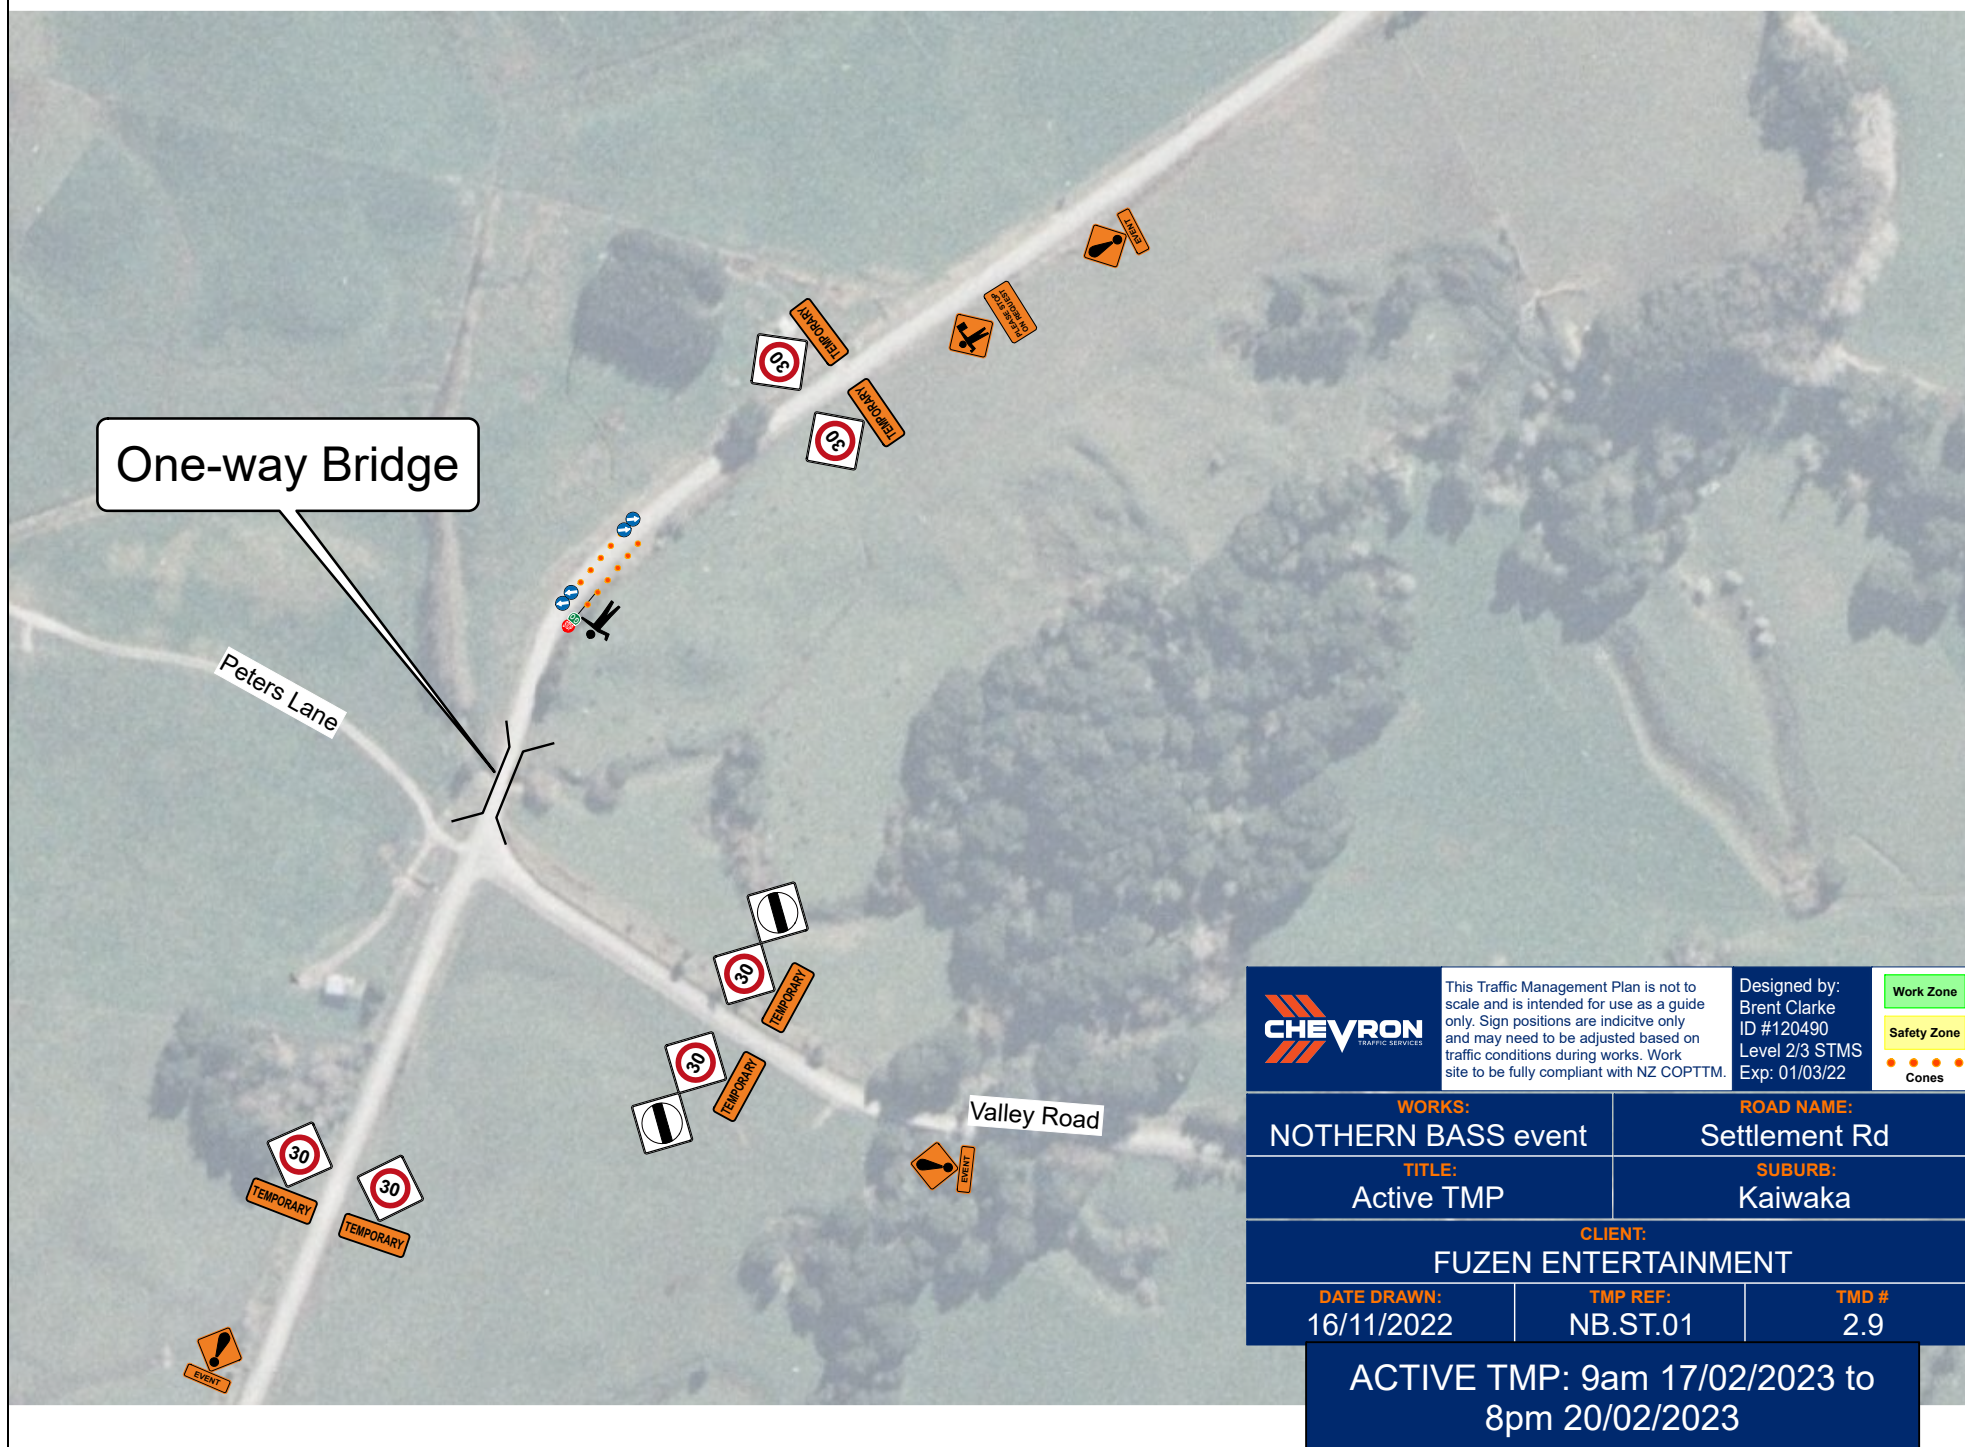 EVENT
PLEASE STOP
ON REQUEST
TEMPORARY
30
TEMPORARY
30
One-way Bridge
GO
Peters Lane
30
TEMPORARY
30
TEMPORARY
Valley Road
EVENT
30
TEMPORARY
30
TEMPORARY
EVENT
CHEVRON
TRAFFIC SERVICES
This Traffic Management Plan is not to
scale and is intended for use as a guide
only. Sign positions are indicitve only
and may need to be adjusted based on
traffic conditions during works. Work
site to be fully compliant with NZ COPTTM.
Designed by:
Brent Clarke
ID #120490
Level 2/3 STMS
Exp: 01/03/22
Work Zone
Safety Zone
Cones
WORKS:
NOTHERN BASS event
ROAD NAME:
Settlement Rd
TITLE:
Active TMP
SUBURB:
Kaiwaka
CLIENT:
FUZEN ENTERTAINMENT
DATE DRAWN:
16/11/2022
TMP REF:
NB.ST.01
TMD #
2.9
ACTIVE TMP: 9am 17/02/2023 to
8pm 20/02/2023